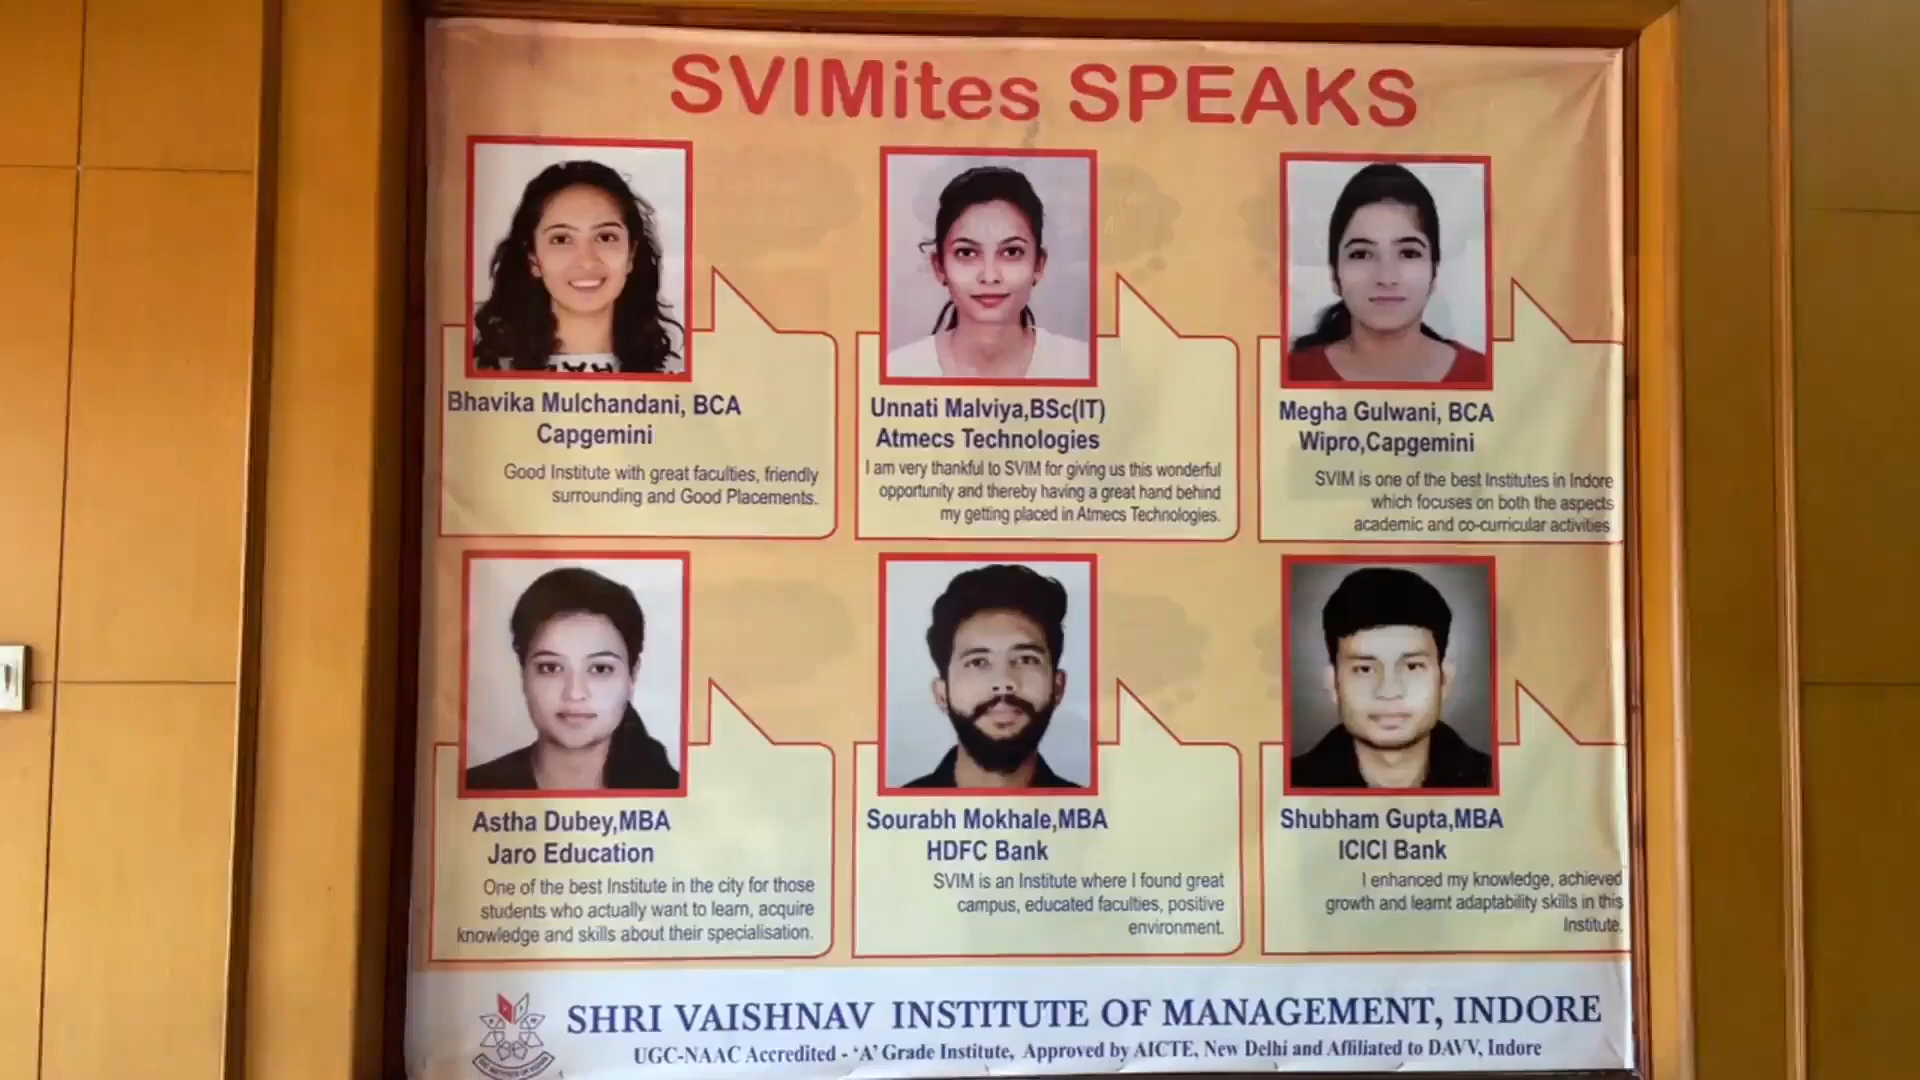 SVIMites SPEAKS
Bhavika Mulchandani, BCA
Capgemini
Good Institute with great faculties, friendly
surrounding and Good Placements.
Unnati Malviya,BSc(IT)
Atmecs Technologies
I am very thankful to SVIM for giving us this wonderful
opportunity and thereby having a great hand behind
my getting placed in Atmecs Technologies.
Megha Gulwani, BCA
Wipro,Capgemini
SVIM is one of the best Institutes in Indore
which focuses on both the aspects
academic and co-curricular activities.
Astha Dubey,MBA
Jaro Education
One of the best Institute in the city for those
students who actually want to learn, acquire
knowledge and skills about their specialisation.
Sourabh Mokhale,MBA
HDFC Bank
SVIM is an Institute where I found great
campus, educated faculties, positive
environment.
Shubham Gupta,MBA
ICICI Bank
I enhanced my knowledge, achieved
growth and learnt adaptability skills in this
Institute.
SHRI VAISHNAV INSTITUTE OF MANAGEMENT, INDORE
UGC-NAAC Accredited - 'A' Grade Institute, Approved by AICTE, New Delhi and Affiliated to DAVV, Indore